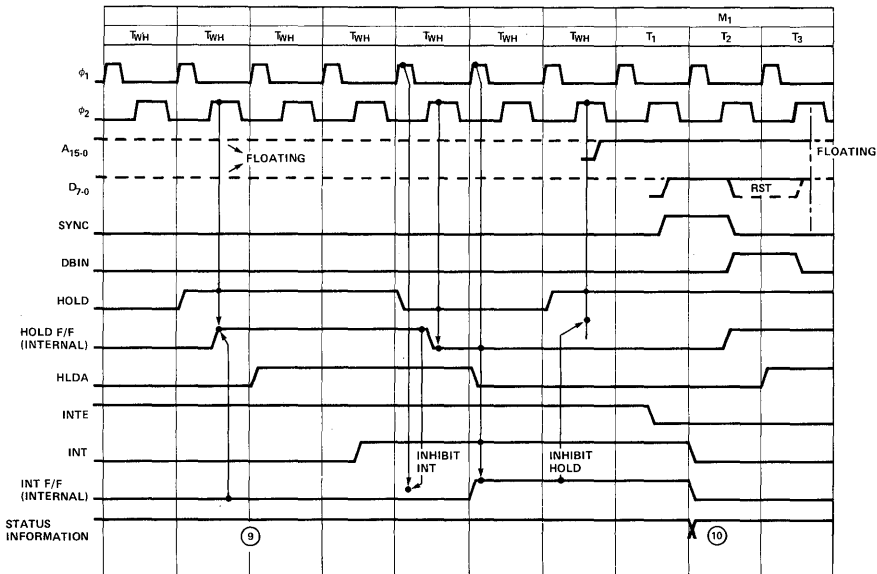 M1
TWH TWH TWH TWH TWH TWH TWH T1 T2 T3
φ1
φ2
A15-0
FLOATING
FLOATING
D7-0
RST
SYNC
DBIN
HOLD
HOLD F/F
(INTERNAL)
HLDA
INTE
INT
INHIBIT
INT
INHIBIT
HOLD
INT F/F
(INTERNAL)
STATUS
INFORMATION
9
10